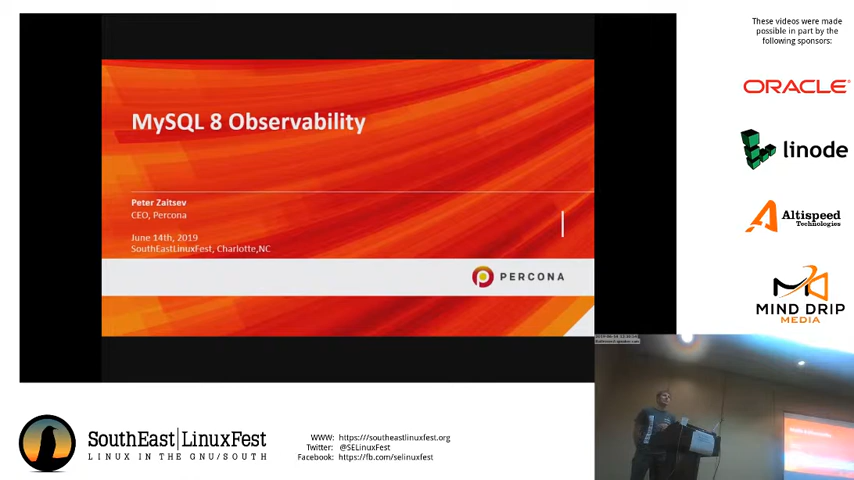 These videos were made
possible in part by the
following sponsors:
ORACLE
linode
Altispeed
Technologies
MIND DRIP
MEDIA
MySQL 8 Observability
Peter Zaitsev
CEO, Percona
June 14th, 2019
SouthEastLinuxFest, Charlotte,NC
PERCONA
SouthEast|LinuxFest
LINUX IN THE GNU/SOUTH
WWW: https:///southeastlinuxfest.org
Twitter: @SELinuxFest
Facebook: https://fb.com/selinuxfest